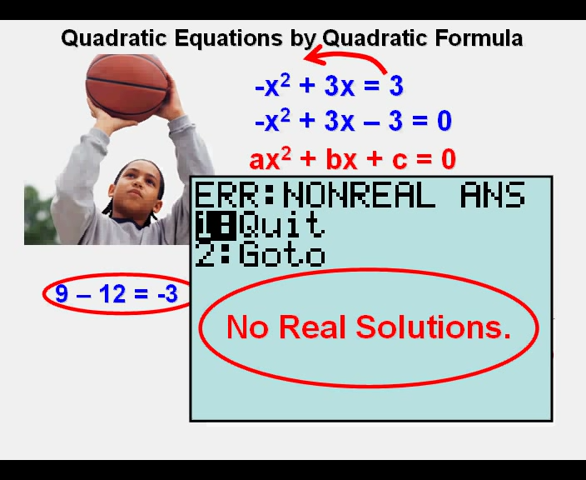 Quadratic Equations by Quadratic Formula
-x² + 3x = 3
-x² + 3x – 3 = 0
ax² + bx + c = 0
ERR:NONREAL ANS
1:Quit
2:Goto
9 – 12 = -3
No Real Solutions.